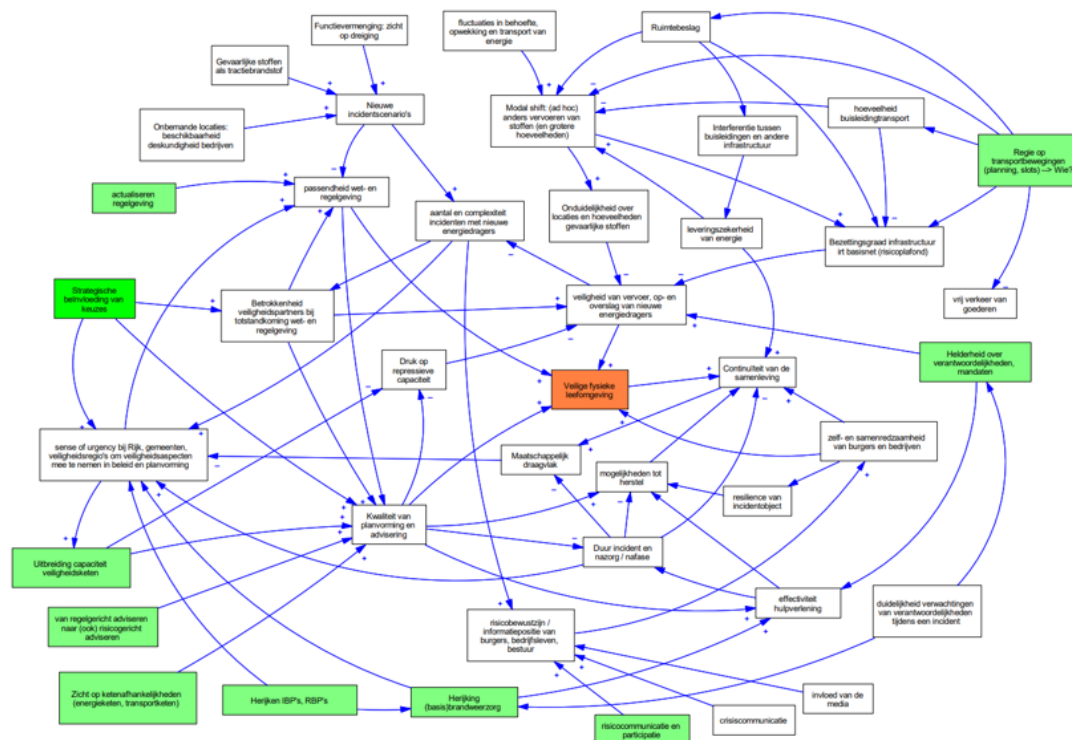 Functievermenging: zicht
op dreiging
fluctuaties in behoefte,
opwekking en transport van
energie
Ruimtebeslag
Gevaarlijke stoffen
als tractiebrandstof
Nieuwe
incidentscenario's
Modal shift: (ad hoc)
anders vervoeren van
stoffen (en grotere
hoeveelheden)
hoeveelheid
buisleidingtransport
Onbemande locaties:
beschikbaarheid
deskundigheid bedrijven
Interferentie tussen
buisleidingen en andere
infrastructuur
Regie op
transportbewegingen
(planning, slots) --> Wie?
actualiseren
regelgeving
passendheid wet- en
regelgeving
aantal en complexiteit
incidenten met nieuwe
energiedragers
Onduidelijkheid over
locaties en hoeveelheden
gevaarlijke stoffen
leveringszekerheid
van energie
Bezettingsgraad infrastructuur
irt basisnet (risicoplafond)
Strategische
beïnvloeding van
keuzes
Betrokkenheid
veiligheidspartners bij
totstandkoming wet- en
regelgeving
veiligheid van vervoer, op- en
overslag van nieuwe
energiedragers
vrij verkeer van
goederen
Druk op
repressieve
capaciteit
Veilige fysieke
leefomgeving
Continuïteit van de
samenleving
Helderheid over
verantwoordelijkheden,
mandaten
sense of urgency bij Rijk, gemeenten,
veiligheidsregio's om veiligheidsaspecten
mee te nemen in beleid en planvorming
Maatschappelijk
draagvlak
mogelijkheden tot
herstel
zelf- en samenredzaamheid
van burgers en bedrijven
resilience van
incidentobject
Kwaliteit van
planvorming en
advisering
Duur incident en
nazorg / nafase
Uitbreiding capaciteit
veiligheidsketen
effectiviteit
hulpverlening
duidelijkheid verwachtingen
van verantwoordelijkheden
tijdens een incident
van regelgericht adviseren
naar (ook) risicogericht
adviseren
risicobewustzijn /
informatiepositie van
burgers, bedrijfsleven,
bestuur
Zicht op ketenafhankelijkheden
(energieketen, transportketen)
Herijken IBP's, RBP's
Herijking
(basis)brandweerzorg
invloed van de
media
risicocommunicatie en
participatie
crisiscommunicatie